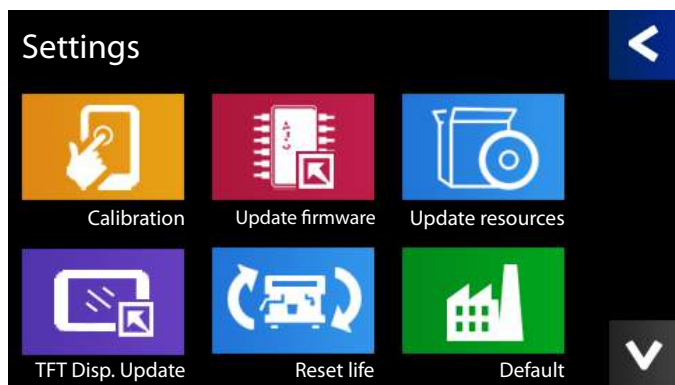 Settings
Calibration
Update firmware
Update resources
TFT Disp. Update
Reset life
Default